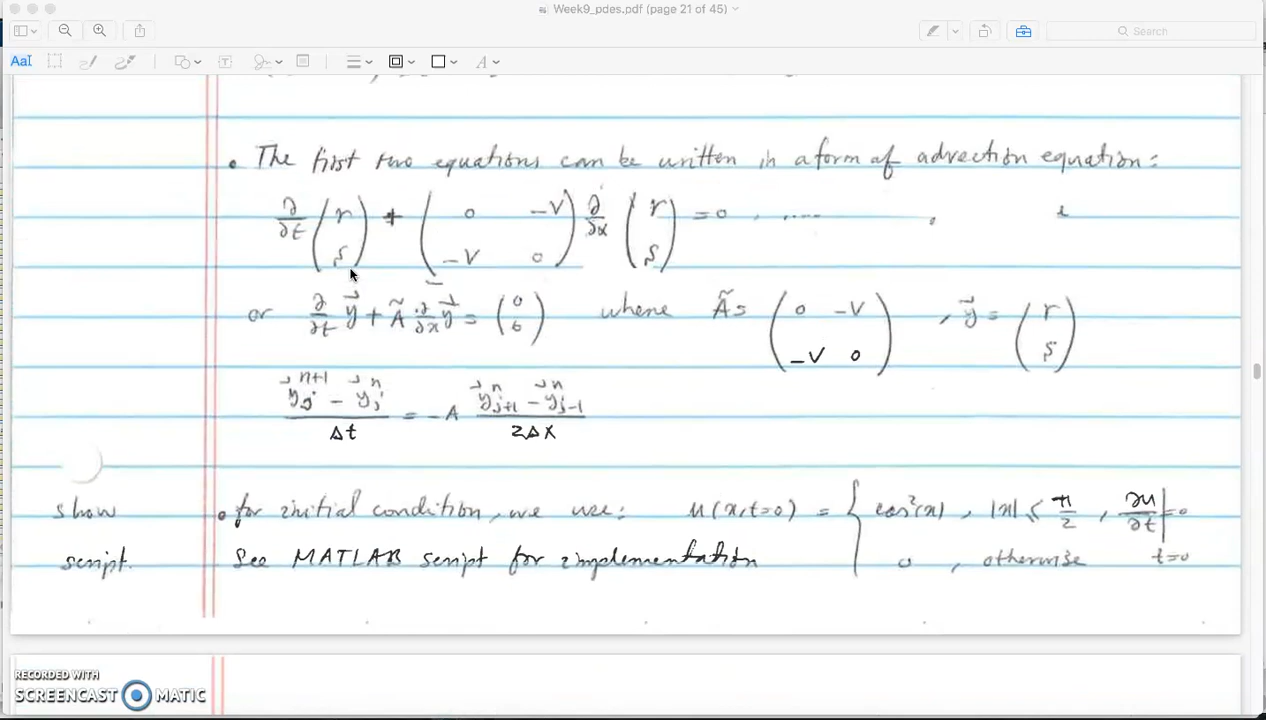 Week9_pdes.pdf (page 21 of 45)
Search
AaI
• The first two equations can be written in a form of advection equation:
∂/∂t (r s) + (0 -V -V 0) ∂/∂x (r s) = 0 , .....
or ∂/∂t y⃗ + Ã ∂/∂x y⃗ = (0 0) where Ã = (0 -V -V 0) , y⃗ = (r s)
(y⃗_j^{n+1} - y⃗_j^n)/Δt = -A (y⃗_{j+1}^n - y⃗_{j-1}^n)/2Δx
show • for initial condition, we use: u(x,t=0) = { cos²(x) , |x| ≤ π/2 , ∂u/∂t|_{t=0} = 0
script. See MATLAB script for implementation 0 , otherwise
RECORDED WITH
SCREENCAST MATIC